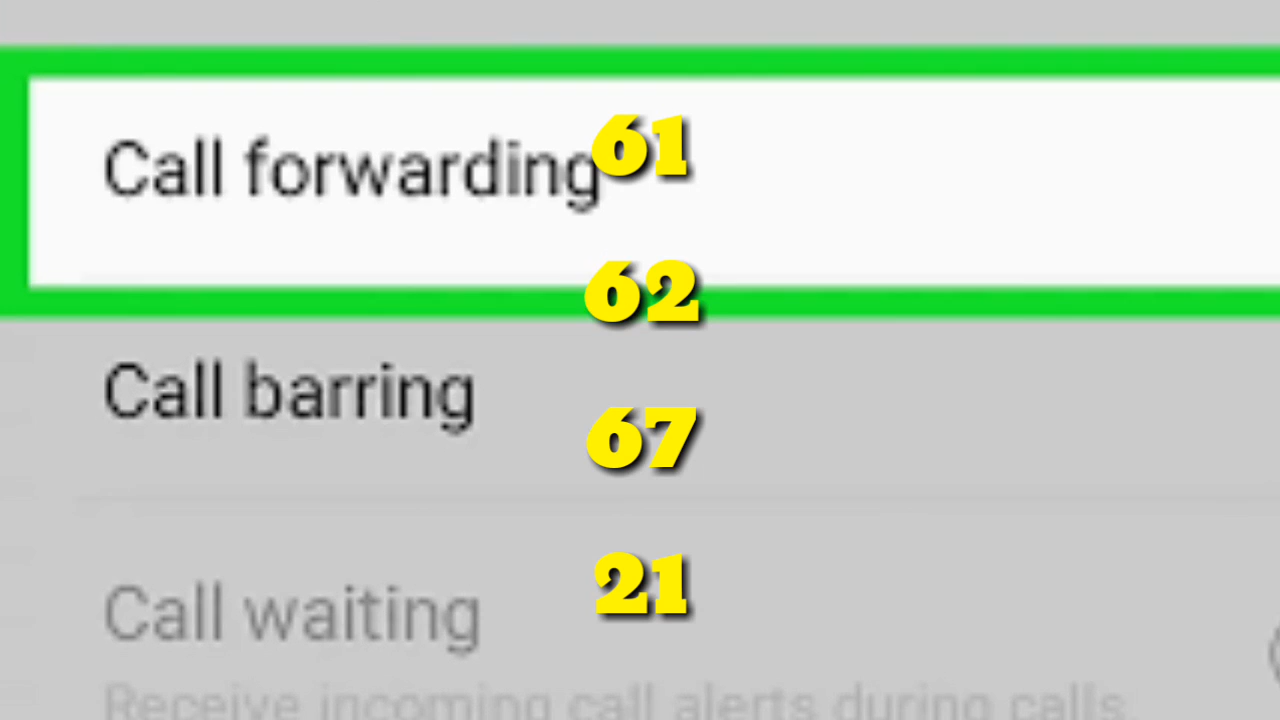 Call forwarding
61
62
Call barring
67
21
Call waiting
Receive incoming call alerts during calls